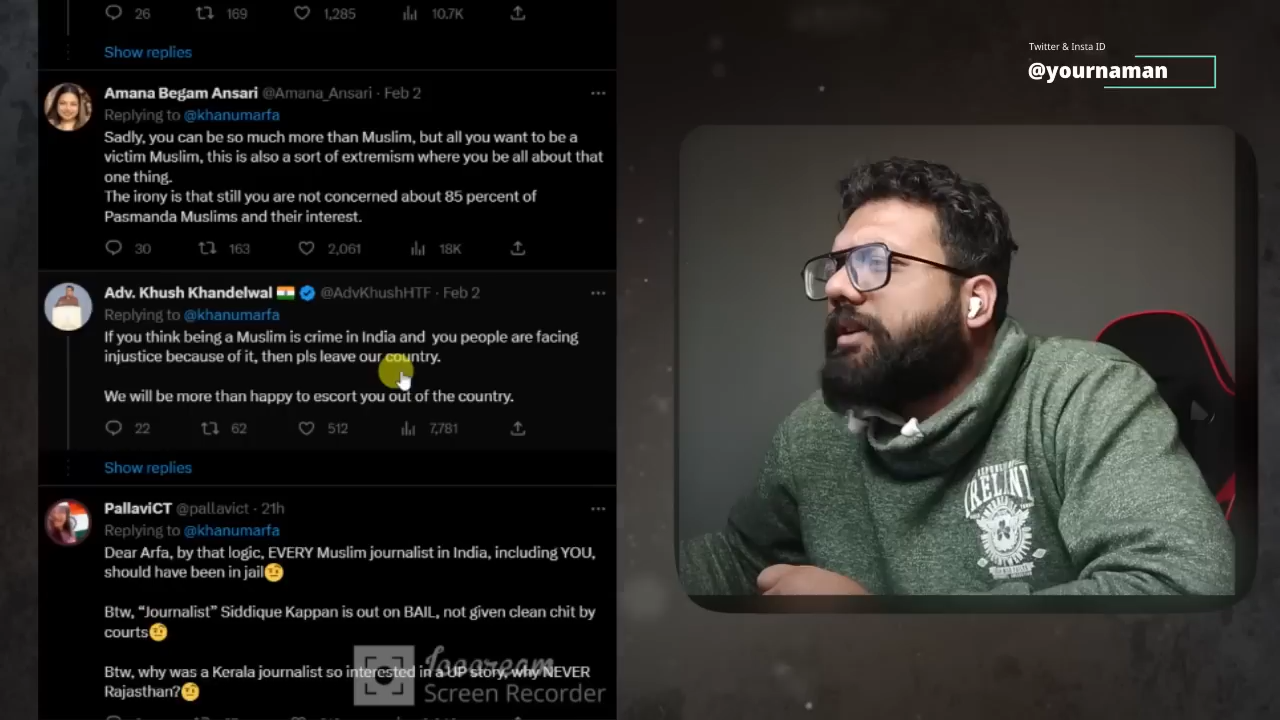 26 169 1,285 10.7K
Show replies
Amana Begam Ansari @Amana_Ansari · Feb 2
Replying to @khanumarfa
Sadly, you can be so much more than Muslim, but all you want to be a
victim Muslim, this is also a sort of extremism where you be all about that
one thing.
The irony is that still you are not concerned about 85 percent of
Pasmanda Muslims and their interest.
30 163 2,061 18K
Adv. Khush Khandelwal @AdvKhushHTF · Feb 2
Replying to @khanumarfa
If you think being a Muslim is crime in India and you people are facing
injustice because of it, then pls leave our country.
We will be more than happy to escort you out of the country.
22 62 512 7,781
Show replies
PallaviCT @pallavict · 21h
Replying to @khanumarfa
Dear Arfa, by that logic, EVERY Muslim journalist in India, including YOU,
should have been in jail🤨
Btw, “Journalist” Siddique Kappan is out on BAIL, not given clean chit by
courts🤨
Btw, why was a Kerala journalist so interested in a UP story, why NEVER
Rajasthan?🤨
Icecream
Screen Recorder
Twitter & Insta ID
@yournaman